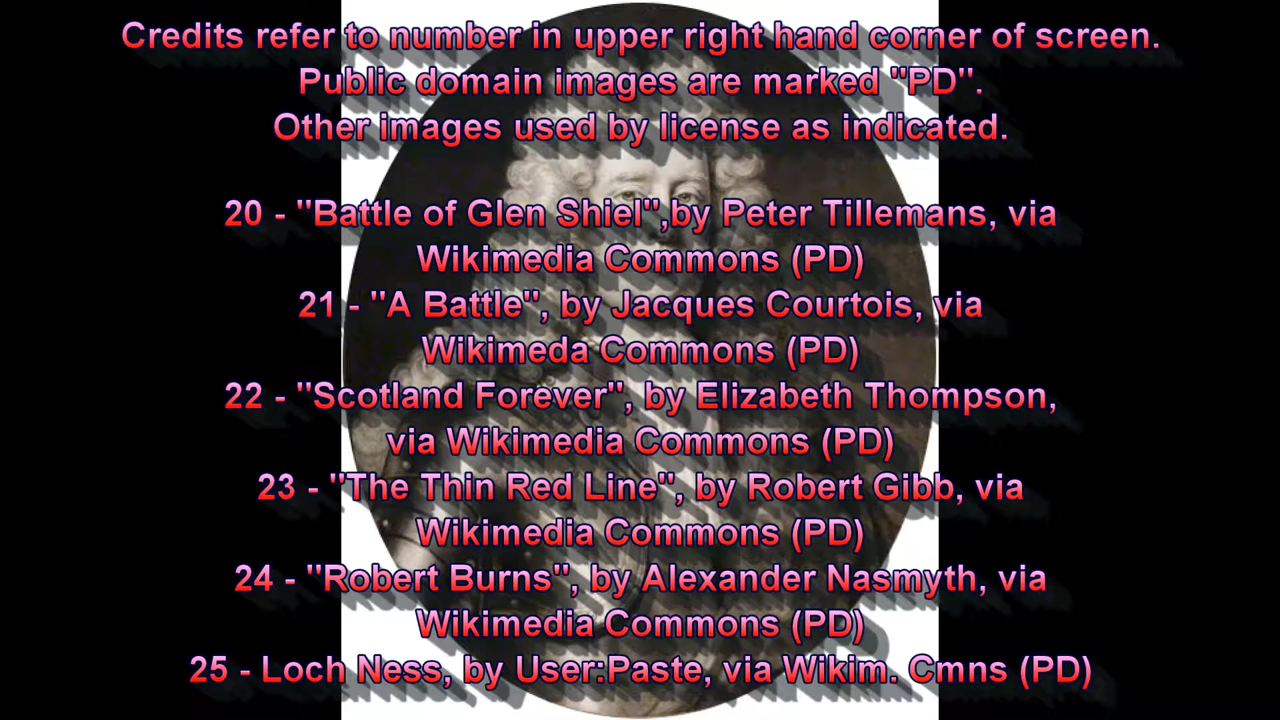 Credits refer to number in upper right hand corner of screen.
Public domain images are marked "PD".
Other images used by license as indicated.
20 - "Battle of Glen Shiel",by Peter Tillemans, via
Wikimedia Commons (PD)
21 - "A Battle", by Jacques Courtois, via
Wikimeda Commons (PD)
22 - "Scotland Forever", by Elizabeth Thompson,
via Wikimedia Commons (PD)
23 - "The Thin Red Line", by Robert Gibb, via
Wikimedia Commons (PD)
24 - "Robert Burns", by Alexander Nasmyth, via
Wikimedia Commons (PD)
25 - Loch Ness, by User:Paste, via Wikim. Cmns (PD)